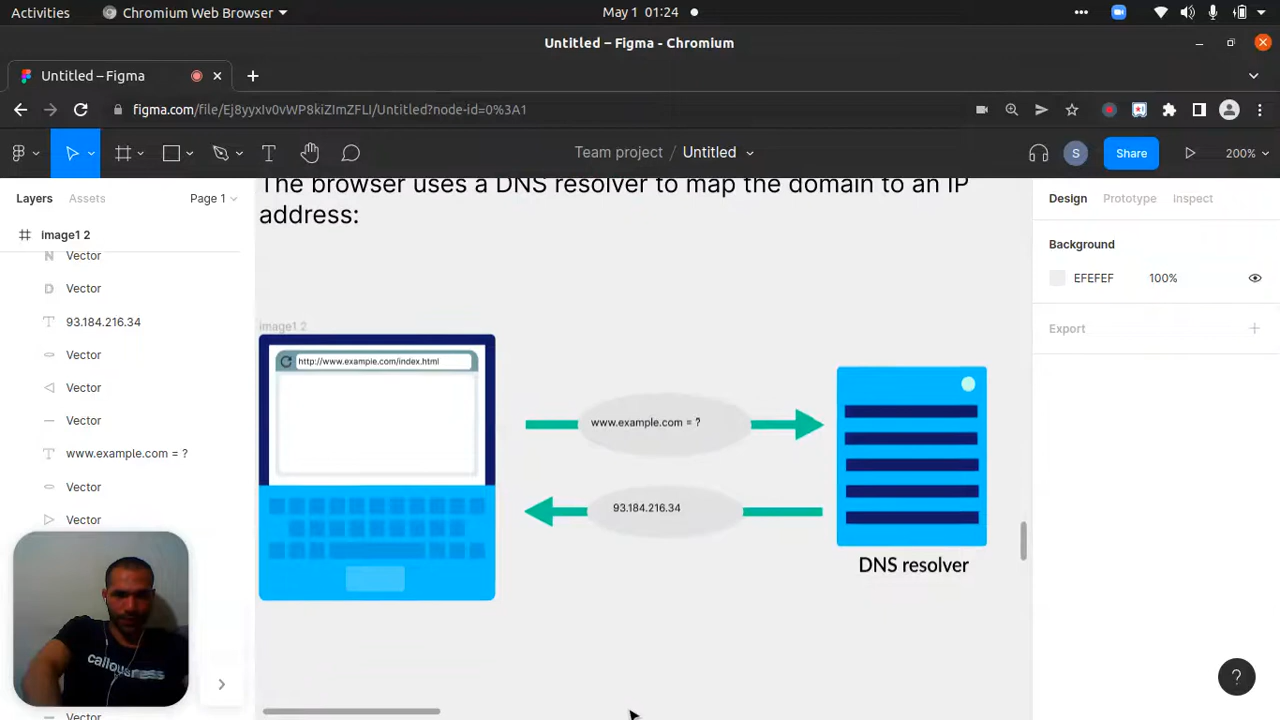 Activities
Chromium Web Browser
May 1 01:24
Untitled – Figma - Chromium
Untitled – Figma
figma.com/file/Ej8yyxIv0vWP8kiZImZFLI/Untitled?node-id=0%3A1
Team project / Untitled
S
Share
200%
Layers
Assets
Page 1
Design
Prototype
Inspect
image1 2
Vector
Vector
93.184.216.34
Vector
Vector
Vector
www.example.com = ?
Vector
Vector
Vector
The browser uses a DNS resolver to map the domain to an IP
address:
image1 2
http://www.example.com/index.html
www.example.com = ?
93.184.216.34
DNS resolver
Background
EFEFEF
100%
Export
?